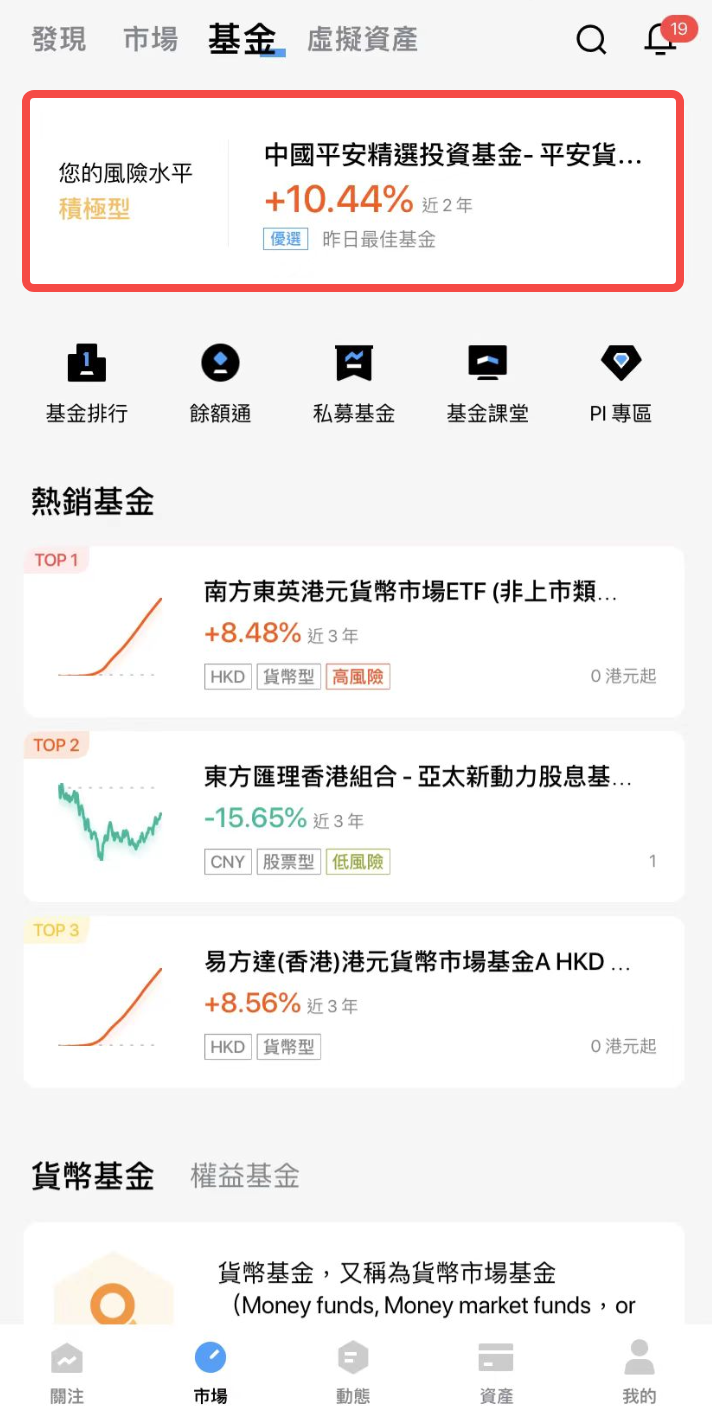 發現 市場 基金 虛擬資產 19
您的風險水平
積極型
中國平安精選投資基金- 平安貨...
+10.44% 近2年
優選 昨日最佳基金
1
基金排行 餘額通 私募基金 基金課堂 PI 專區
熱銷基金
TOP 1
南方東英港元貨幣市場ETF (非上市類...
+8.48% 近3年
HKD 貨幣型 高風險 0 港元起
TOP 2
東方匯理香港組合 - 亞太新動力股息基...
-15.65% 近3年
CNY 股票型 低風險 1
TOP 3
易方達(香港)港元貨幣市場基金A HKD ...
+8.56% 近3年
HKD 貨幣型 0 港元起
貨幣基金 權益基金
貨幣基金，又稱為貨幣市場基金
（Money funds, Money market funds，or
關注 市場 動態 資產 我的